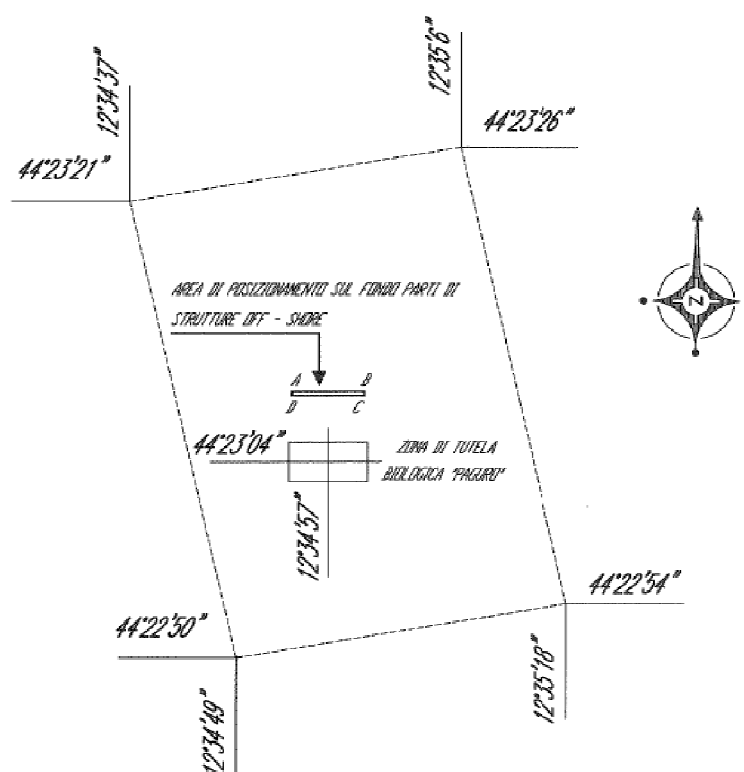 12°34'37"
12°35'6"
44°23'26"
44°23'21"
AREA DI POSIZIONAMENTO SUL FONDO PARTI DI
STRUTTURE OFF - SHORE
A B
D C
44°23'04"
ZONA DI TUTELA
BIOLOGICA "PAGURO"
12°34'57"
44°22'54"
44°22'50"
12°35'18"
12°34'49"
N